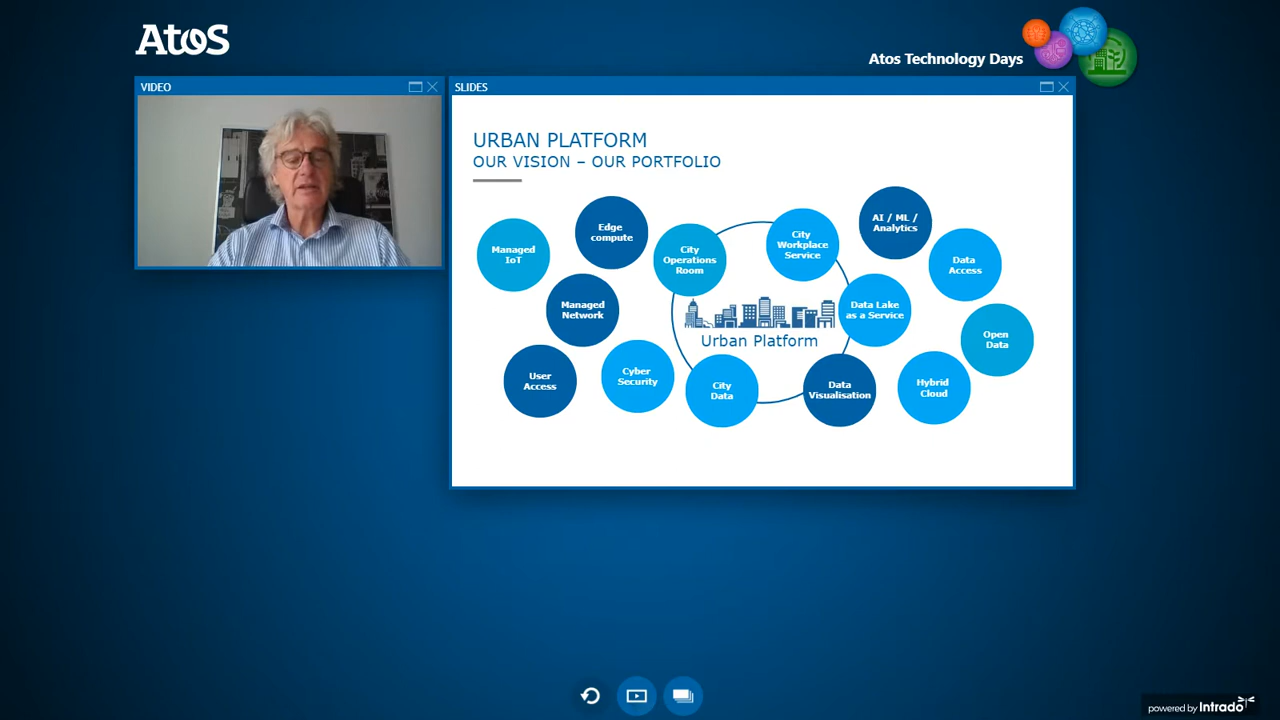 Atos
Atos Technology Days
VIDEO
SLIDES
URBAN PLATFORM
OUR VISION – OUR PORTFOLIO
Managed
IoT
Edge
compute
City
Operations
Room
City
Workplace
Service
AI / ML /
Analytics
Data
Access
Managed
Network
Data Lake
as a Service
Open
Data
Urban Platform
User
Access
Cyber
Security
City
Data
Data
Visualisation
Hybrid
Cloud
powered by Intrado